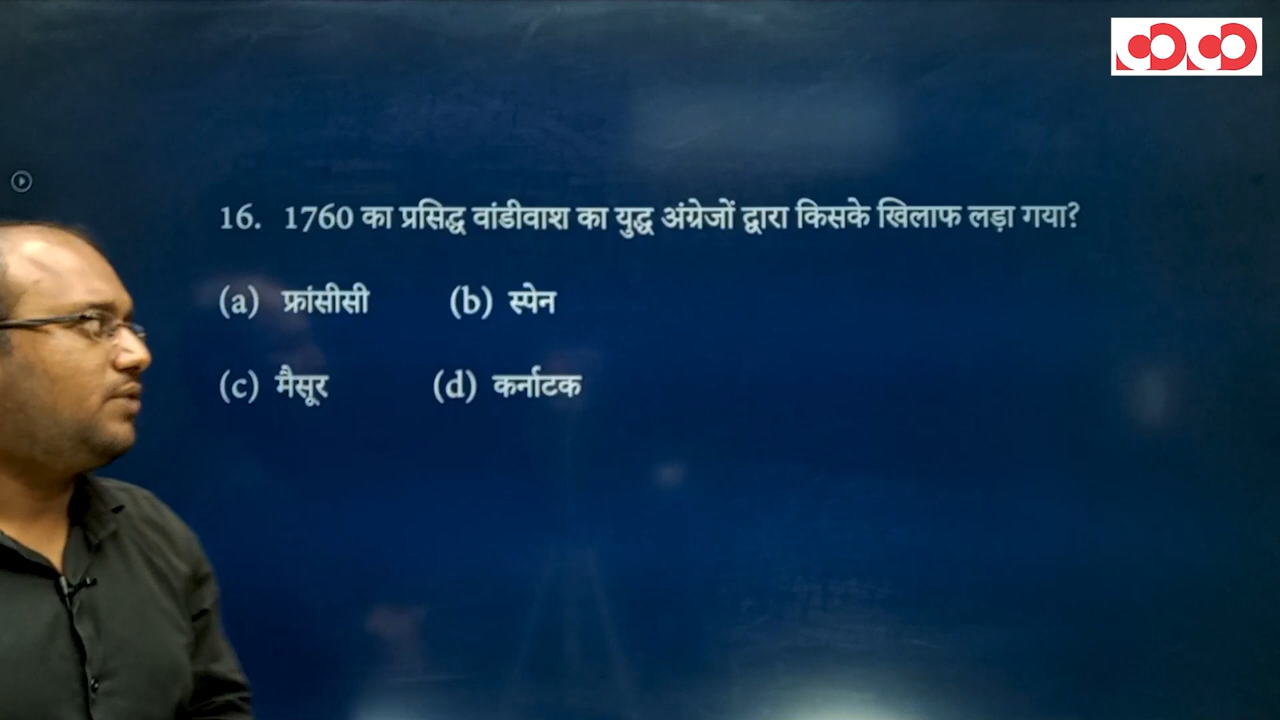 16. 1760 का प्रसिद्ध वांडीवाश का युद्ध अंग्रेजों द्वारा किसके खिलाफ लड़ा गया?
(a) फ्रांसीसी (b) स्पेन
(c) मैसूर (d) कर्नाटक